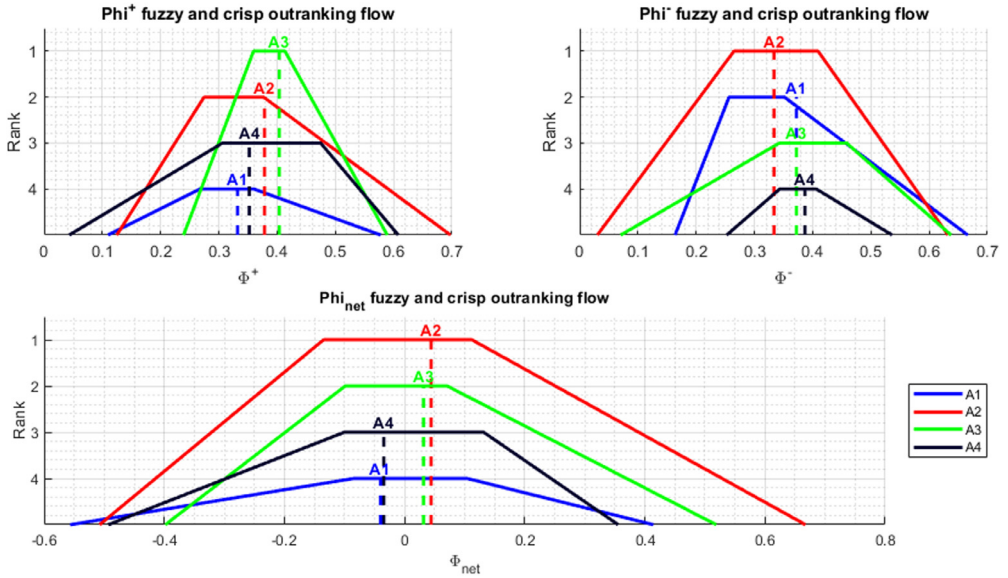 Phi+ fuzzy and crisp outranking flow
Rank
1
2
3
4
A3
A2
A4
A1
0 0.1 0.2 0.3 0.4 0.5 0.6 0.7
Φ+
Phi- fuzzy and crisp outranking flow
Rank
1
2
3
4
A2
A1
A3
A4
0 0.1 0.2 0.3 0.4 0.5 0.6 0.7
Φ-
Phinet fuzzy and crisp outranking flow
Rank
1
2
3
4
A2
A3
A4
A1
-0.6 -0.4 -0.2 0 0.2 0.4 0.6 0.8
Φnet
A1
A2
A3
A4